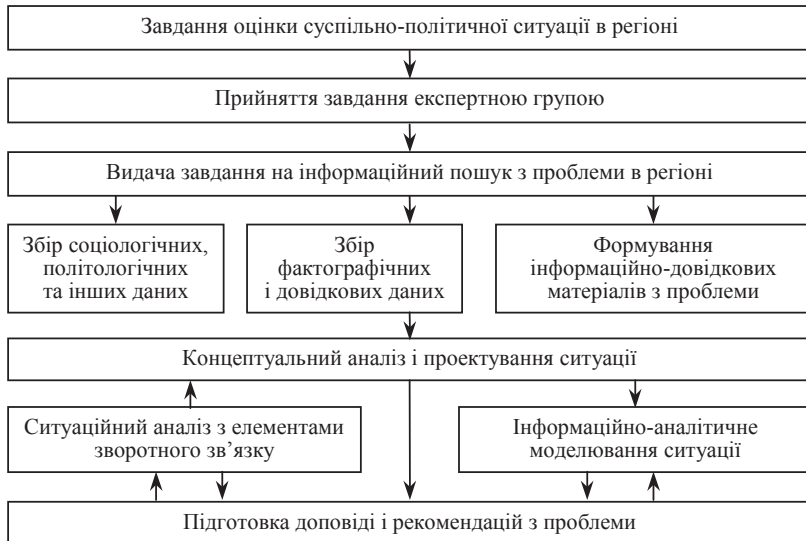 Завдання оцінки суспільно-політичної ситуації в регіоні
Прийняття завдання експертною групою
Видача завдання на інформаційний пошук з проблеми в регіоні
Збір соціологічних,
політологічних
та інших даних
Збір
фактографічних
і довідкових даних
Формування
інформаційно-довідкових
матеріалів з проблеми
Концептуальний аналіз і проектування ситуації
Ситуаційний аналіз з елементами
зворотного зв’язку
Інформаційно-аналітичне
моделювання ситуації
Підготовка доповіді і рекомендацій з проблеми